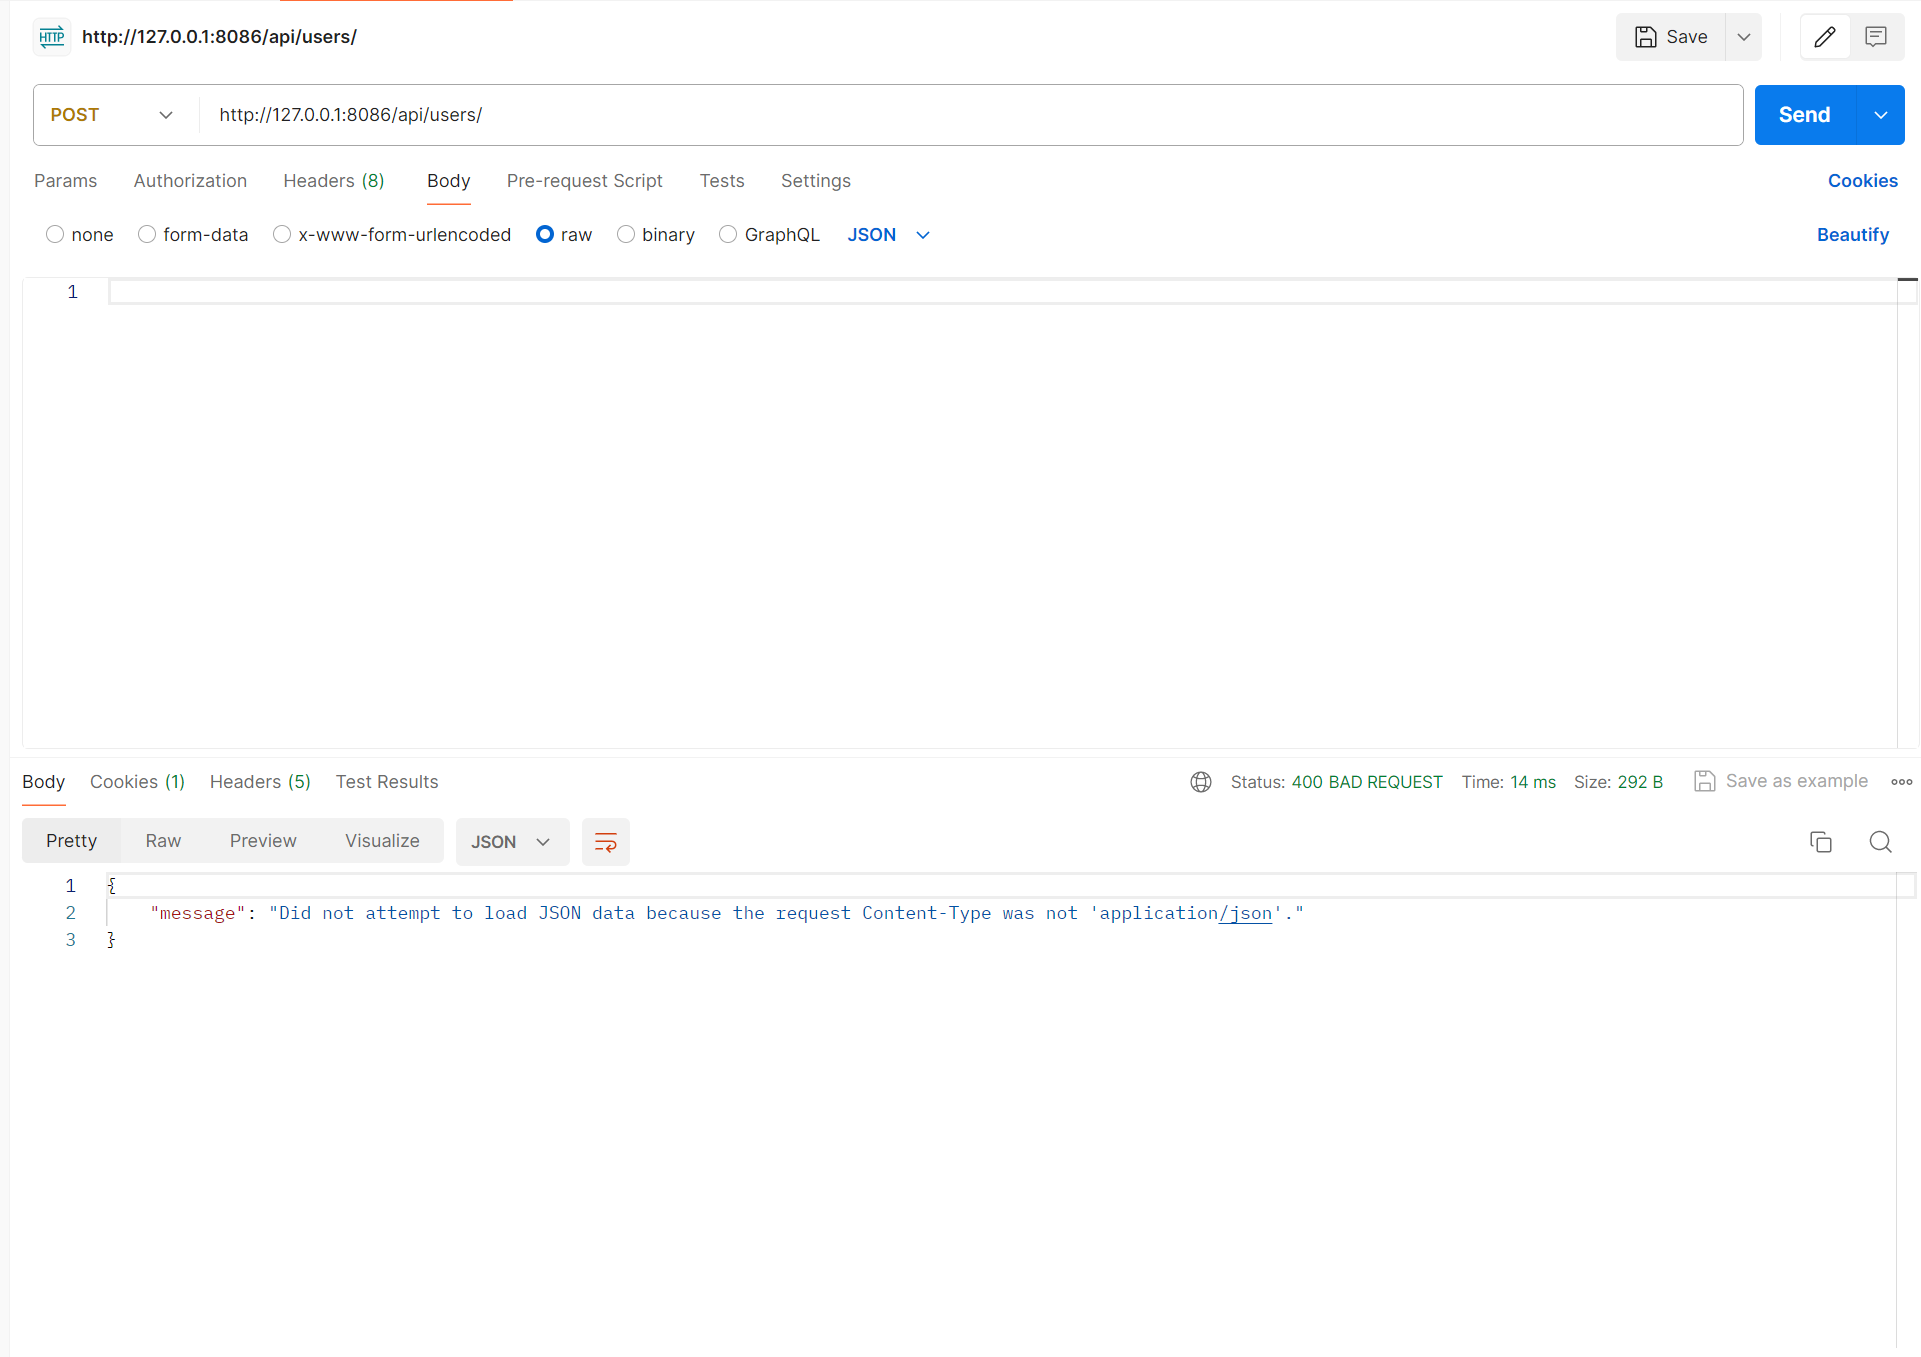 HTTP http://127.0.0.1:8086/api/users/ Save
POST http://127.0.0.1:8086/api/users/ Send
Params Authorization Headers (8) Body Pre-request Script Tests Settings Cookies
none form-data x-www-form-urlencoded raw binary GraphQL JSON Beautify
1
Body Cookies (1) Headers (5) Test Results Status: 400 BAD REQUEST Time: 14 ms Size: 292 B Save as example
Pretty Raw Preview Visualize JSON
1 {
2 "message": "Did not attempt to load JSON data because the request Content-Type was not 'application/json'."
3 }